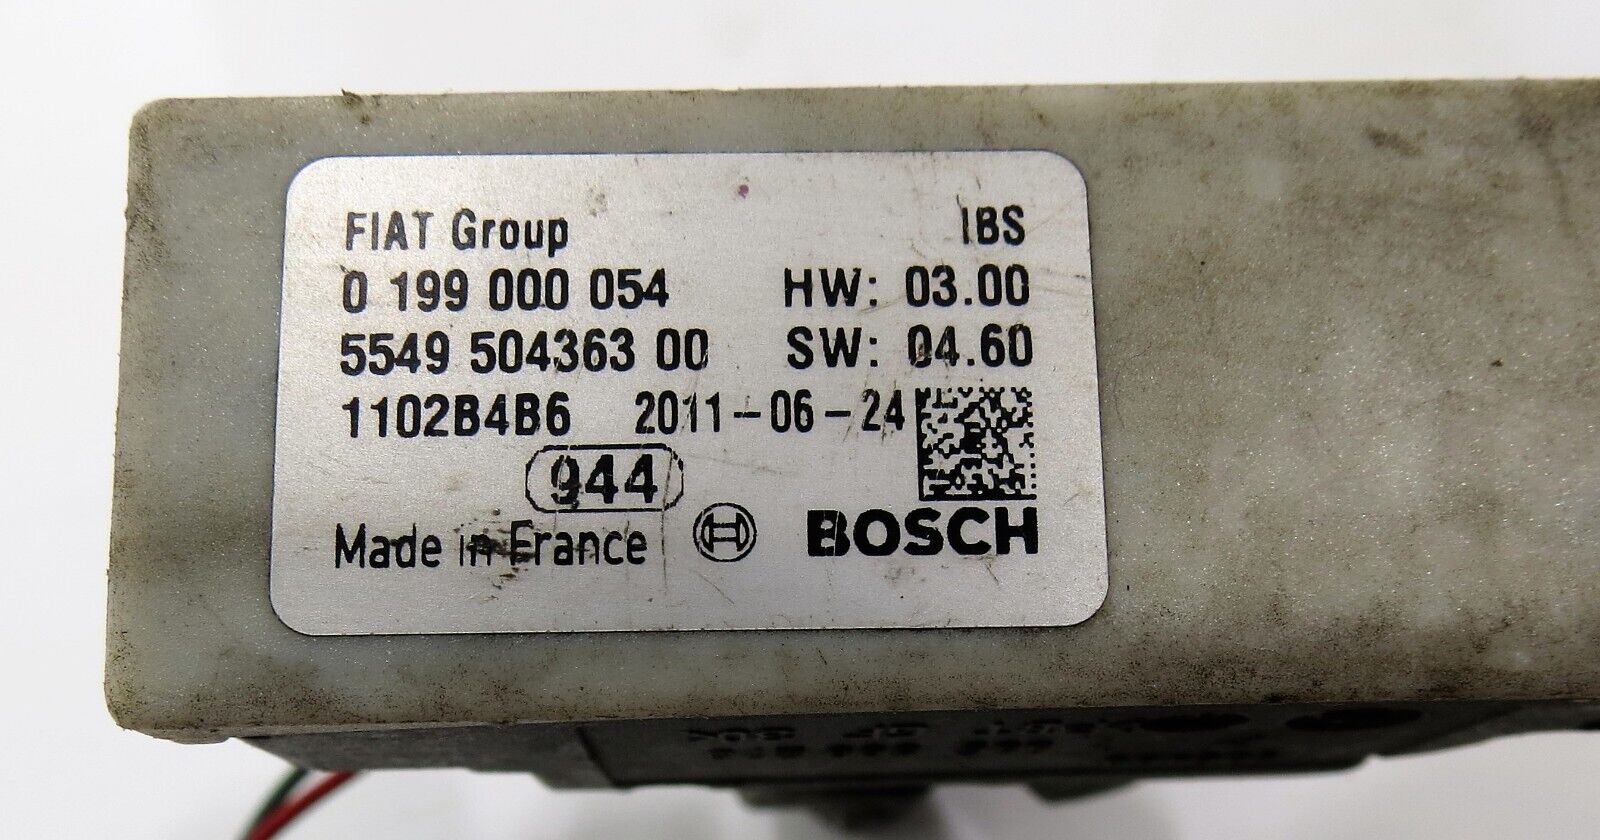 FIAT Group IBS
0 199 000 054 HW: 03.00
5549 504363 00 SW: 04.60
1102B4B6 2011-06-24
944
Made in France BOSCH